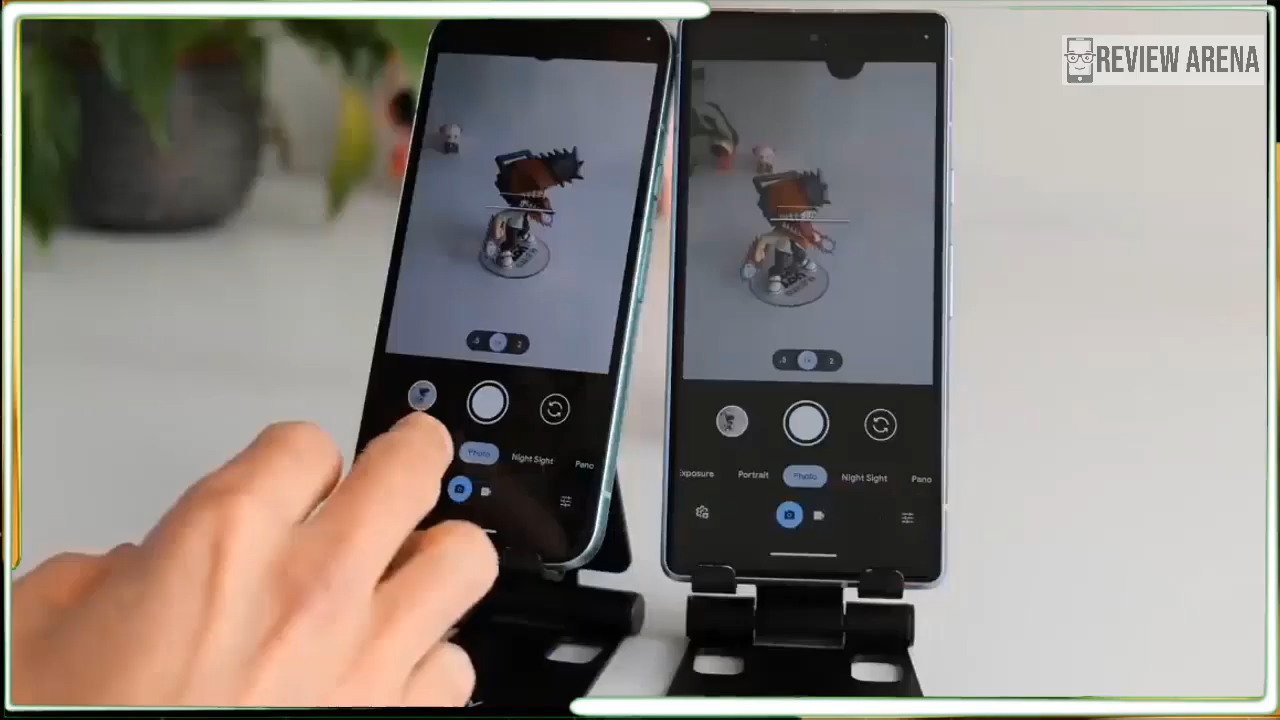 REVIEW ARENA
.5
2
.5
2
Photo
Night Sight
Pano
Exposure
Portrait
Photo
Night Sight
Pano